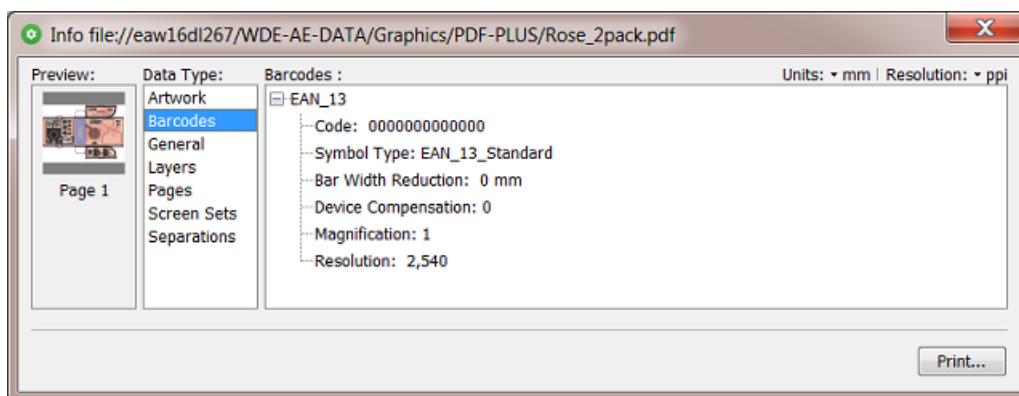 Info file://eaw16dl267/WDE-AE-DATA/Graphics/PDF-PLUS/Rose_2pack.pdf
Preview:
Page 1
Data Type:
Artwork
Barcodes
General
Layers
Pages
Screen Sets
Separations
Barcodes :
Units: mm | Resolution: ppi
EAN_13
Code: 0000000000000
Symbol Type: EAN_13_Standard
Bar Width Reduction: 0 mm
Device Compensation: 0
Magnification: 1
Resolution: 2,540
Print...